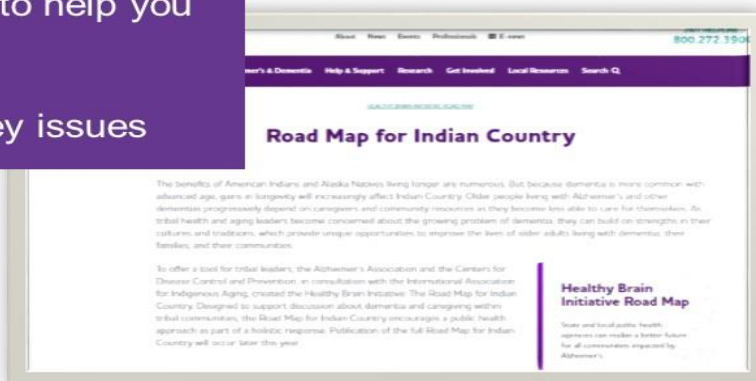 to help you
ey issues
About News Events Professionals E-news
800.272.3900
mer's & Dementia Help & Support Research Get Involved Local Resources Search
HEALTHY BRAIN INITIATIVE ROAD MAP
Road Map for Indian Country
The benefits of American Indians and Alaska Natives living longer are numerous. But because dementia is more common with
advanced age, gains in longevity will increasingly affect Indian Country. Older people living with Alzheimer's and other
dementias progressively depend on caregivers and community resources as they become less able to care for themselves. As
tribal health and aging leaders become concerned about the growing problem of dementia, they can build on strengths in their
cultures and traditions, which provide unique opportunities to improve the lives of older adults living with dementia, their
families, and their communities.
To offer a tool for tribal leaders, the Alzheimer's Association and the Centers for
Disease Control and Prevention, in consultation with the International Association
for Indigenous Aging, created the Healthy Brain Initiative: The Road Map for Indian
Country. Designed to support discussion about dementia and caregiving within
tribal communities, the Road Map for Indian Country encourages a public health
approach as part of a holistic response. Publication of the full Road Map for Indian
Country will occur later this year.
Healthy Brain
Initiative Road Map
State and local public health
agencies can realize a better future
for all communities impacted by
Alzheimer's.